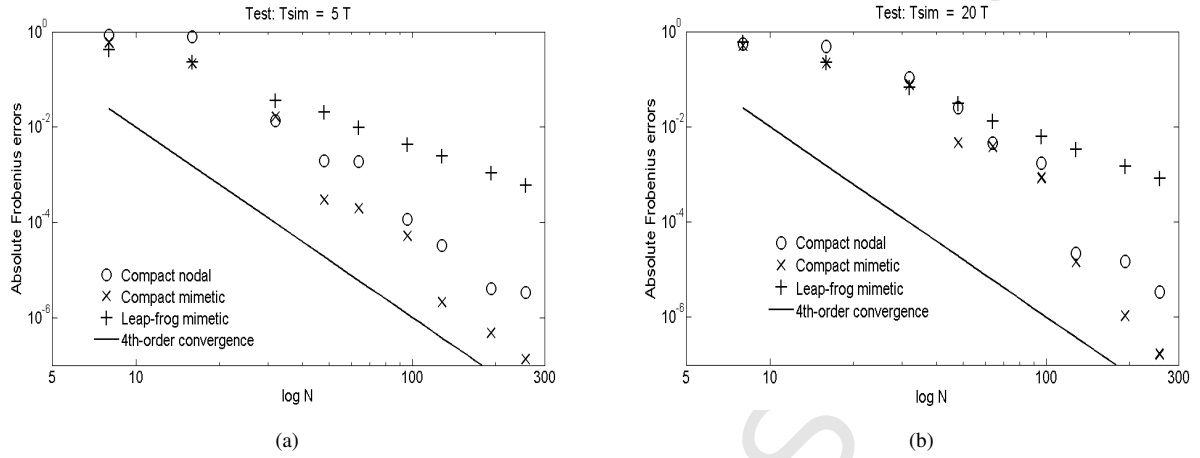 Test: Tsim = 5 T
Absolute Frobenius errors
10^0
10^-2
10^-4
10^-6
Compact nodal
Compact mimetic
Leap-frog mimetic
4th-order convergence
5 10 100 300
log N
(a)
Test: Tsim = 20 T
Absolute Frobenius errors
10^0
10^-2
10^-4
10^-6
Compact nodal
Compact mimetic
Leap-frog mimetic
4th-order convergence
5 10 100 300
log N
(b)